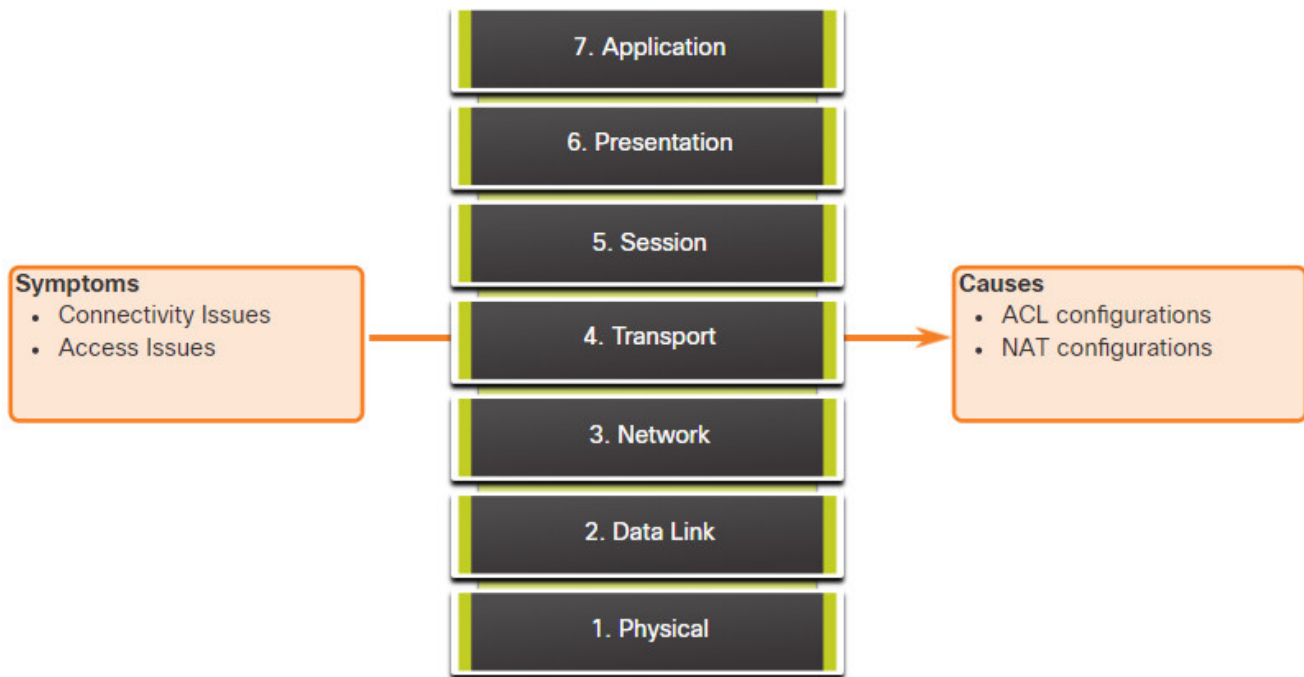 7. Application
6. Presentation
5. Session
Symptoms
• Connectivity Issues
• Access Issues
4. Transport
Causes
• ACL configurations
• NAT configurations
3. Network
2. Data Link
1. Physical